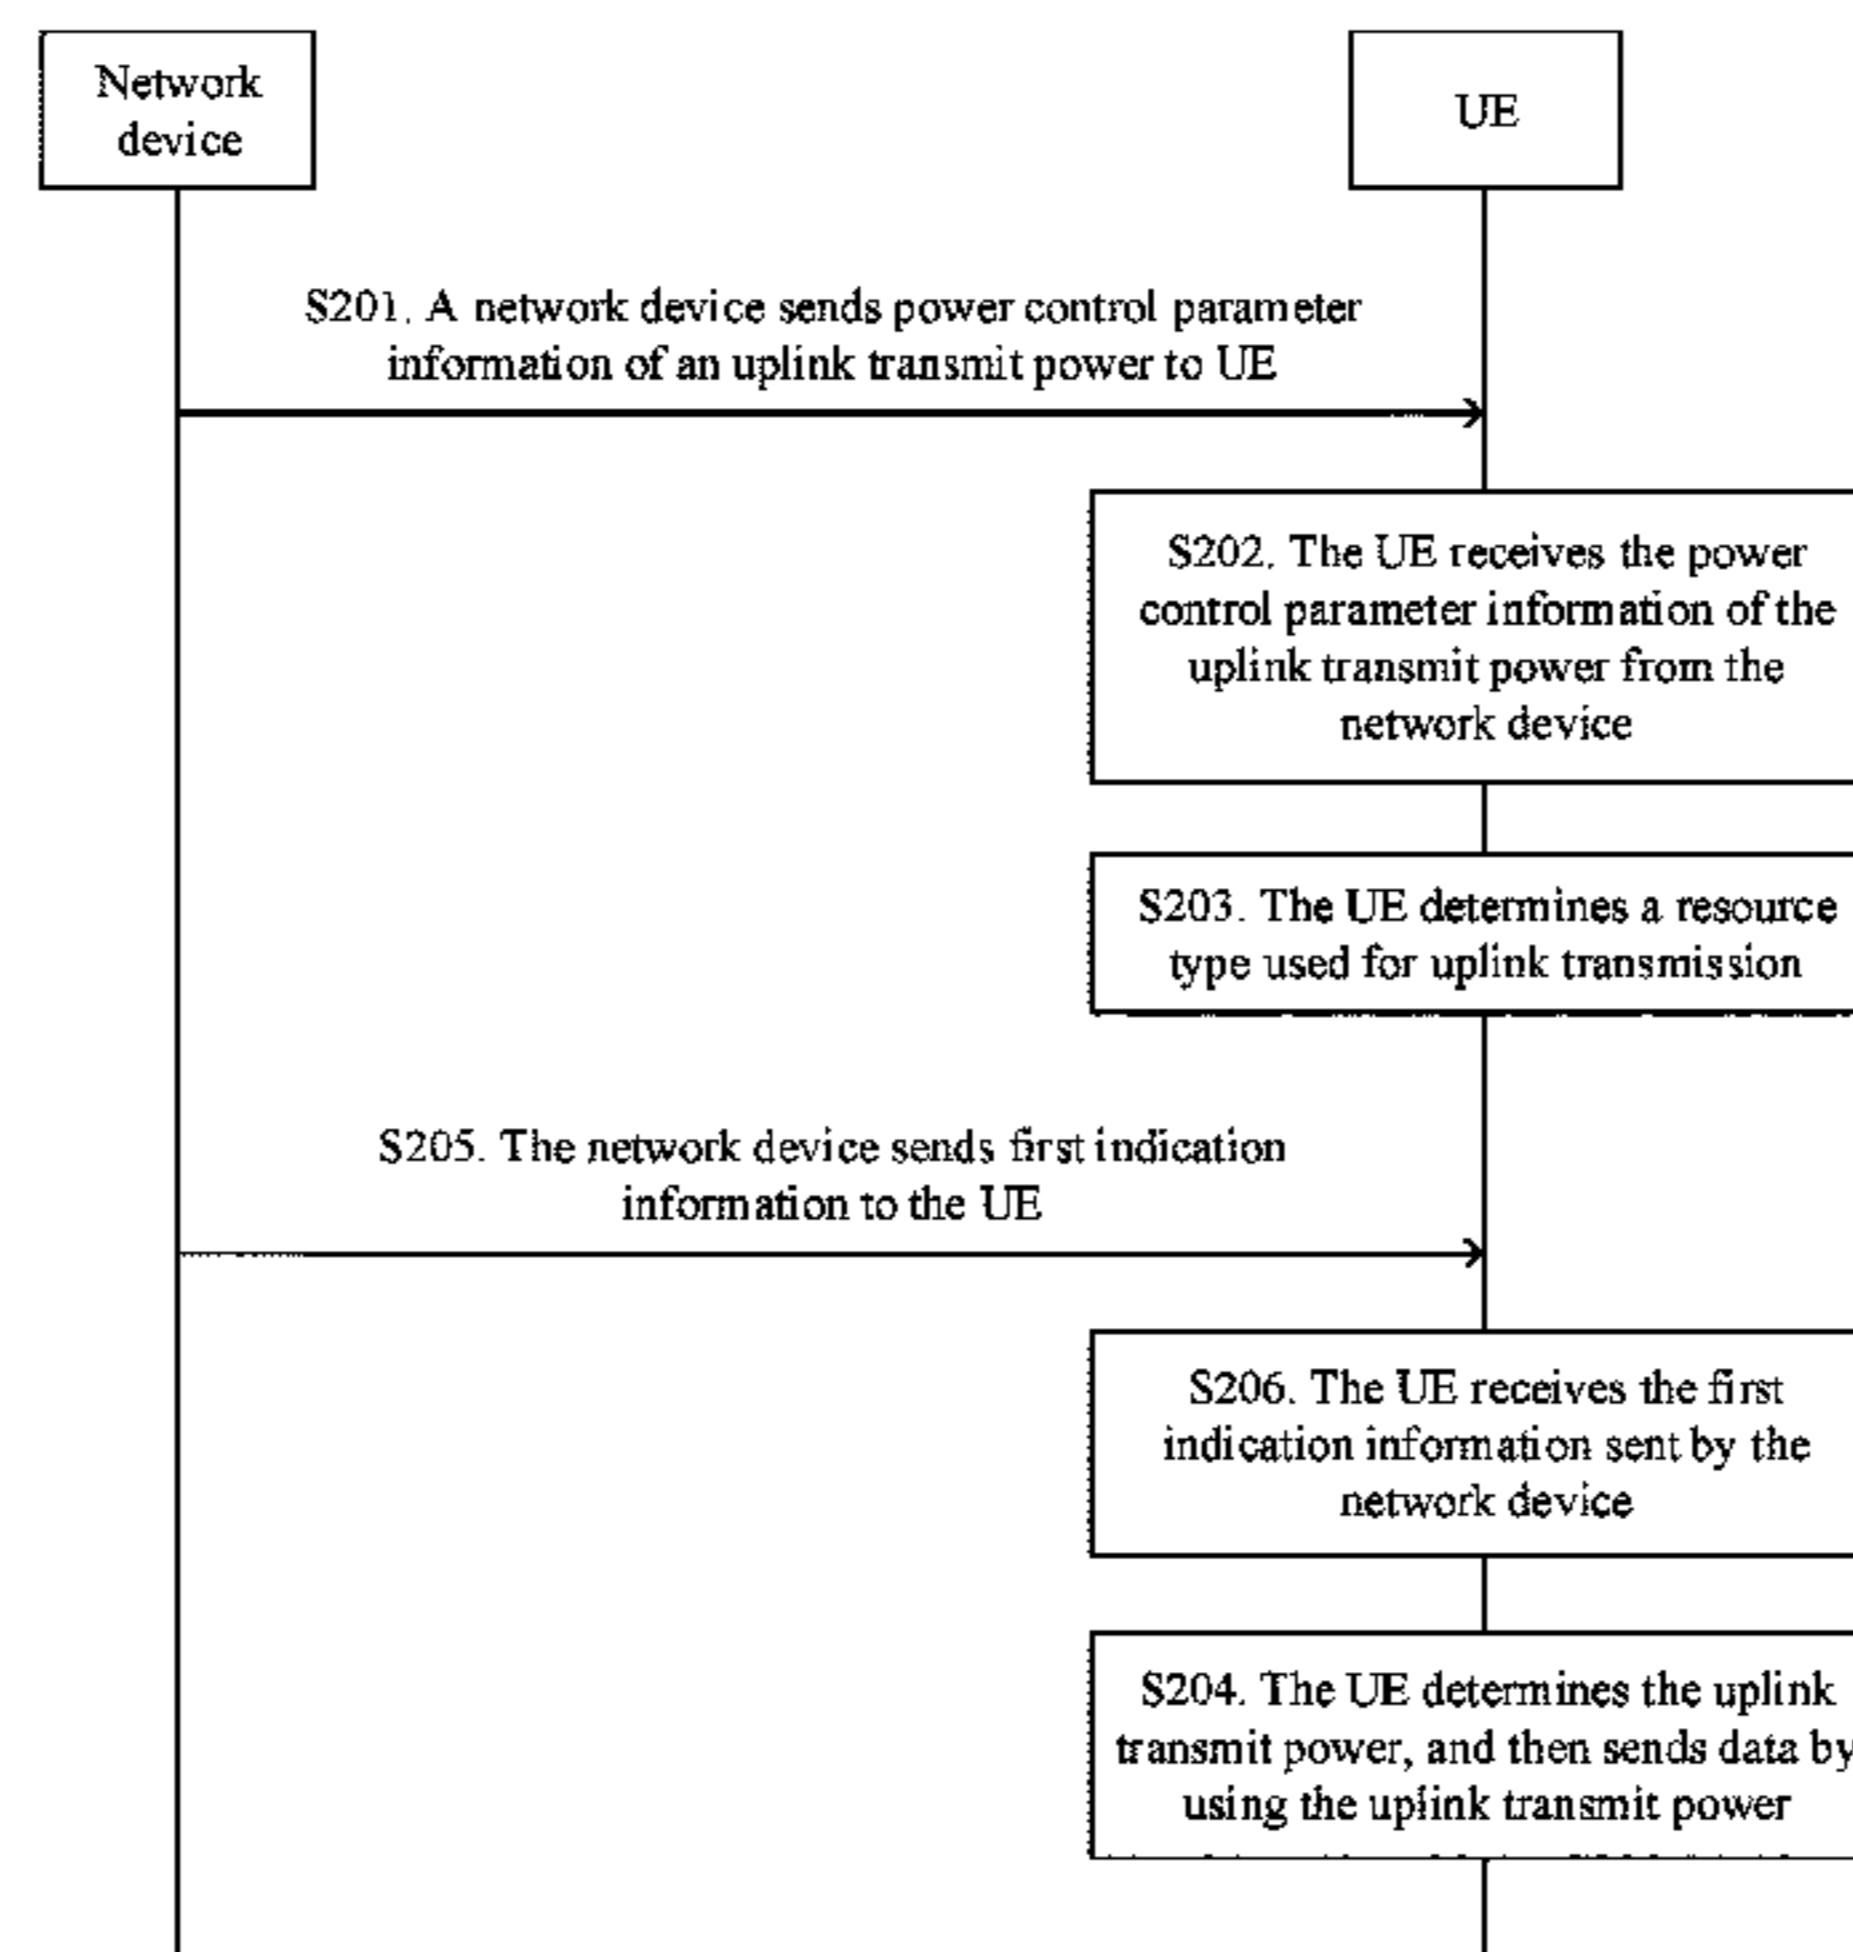 Network
device
UE
S201. A network device sends power control parameter
information of an uplink transmit power to UE
S202. The UE receives the power
control parameter information of the
uplink transmit power from the
network device
S203. The UE determines a resource
type used for uplink transmission
S205. The network device sends first indication
information to the UE
S206. The UE receives the first
indication information sent by the
network device
S204. The UE determines the uplink
transmit power, and then sends data by
using the uplink transmit power